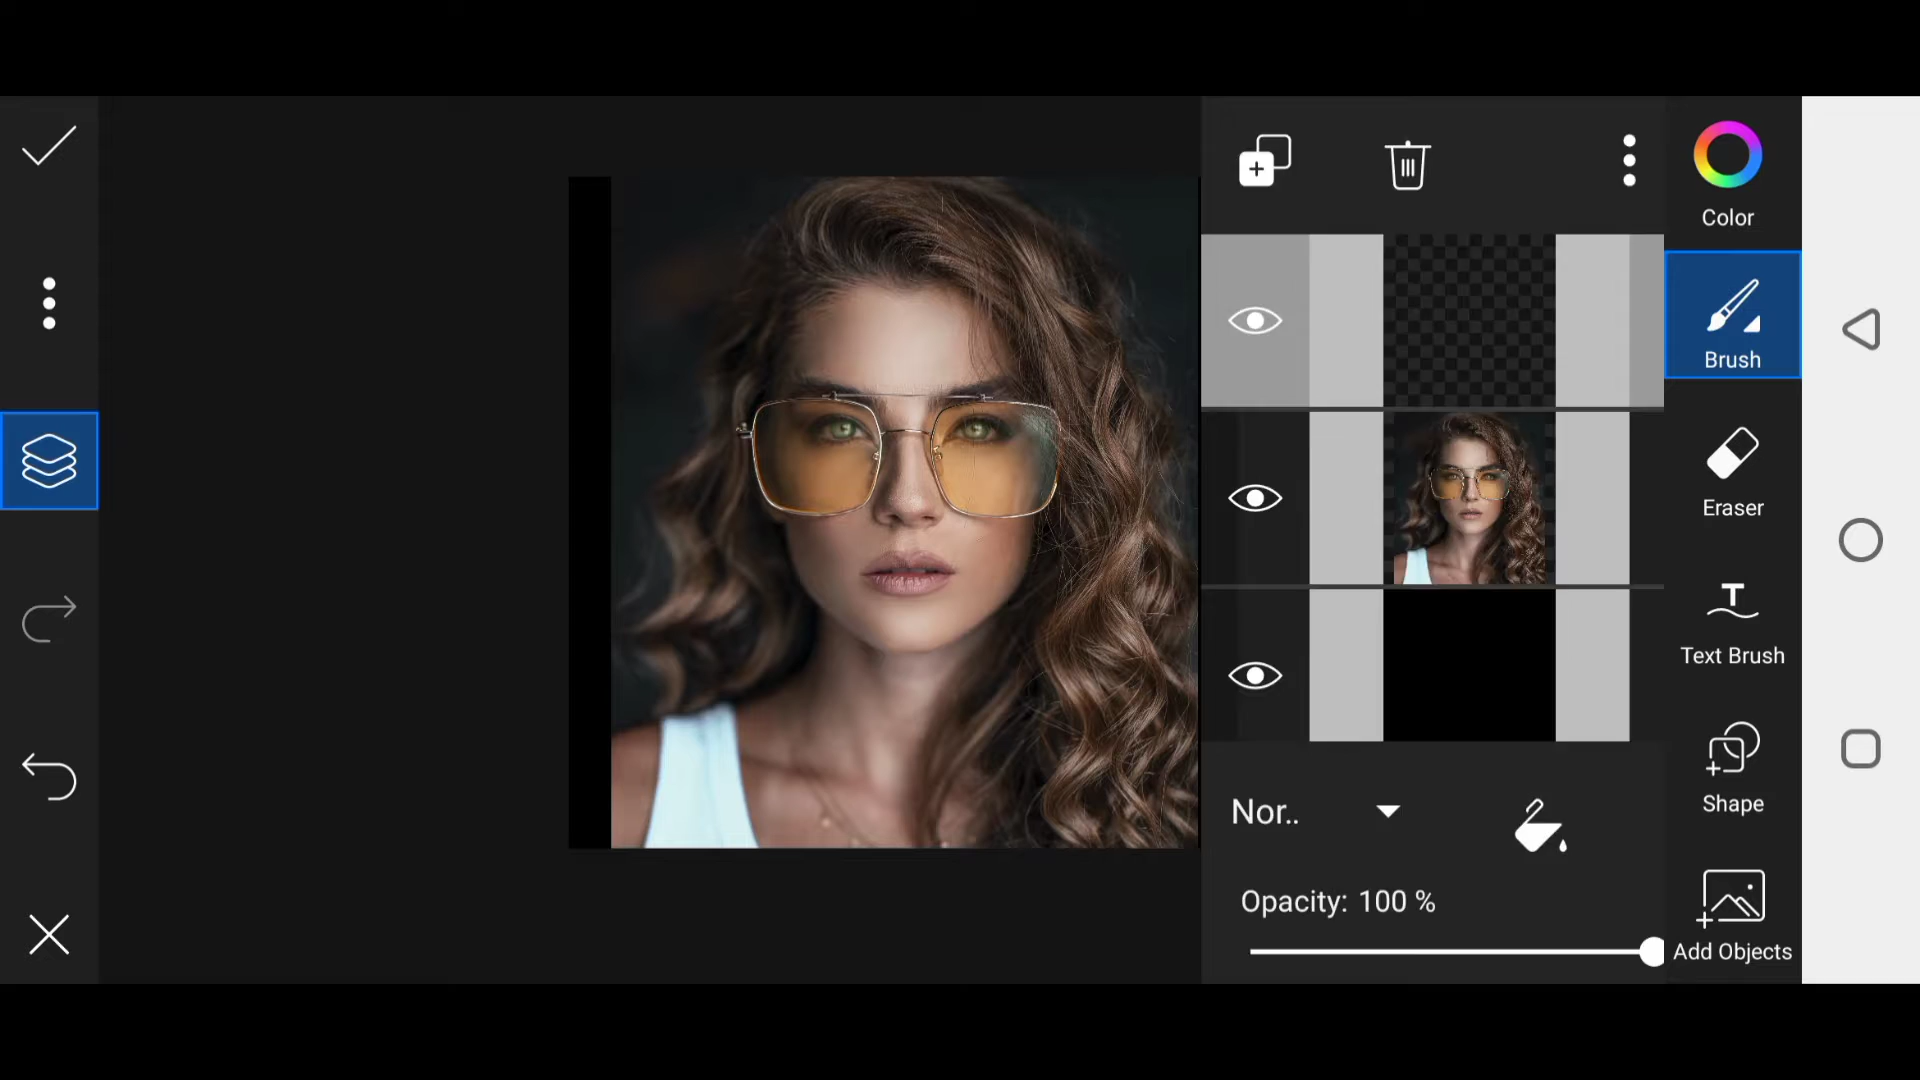 Color
Brush
Eraser
Text Brush
Shape
Nor..
Opacity: 100 %
Add Objects